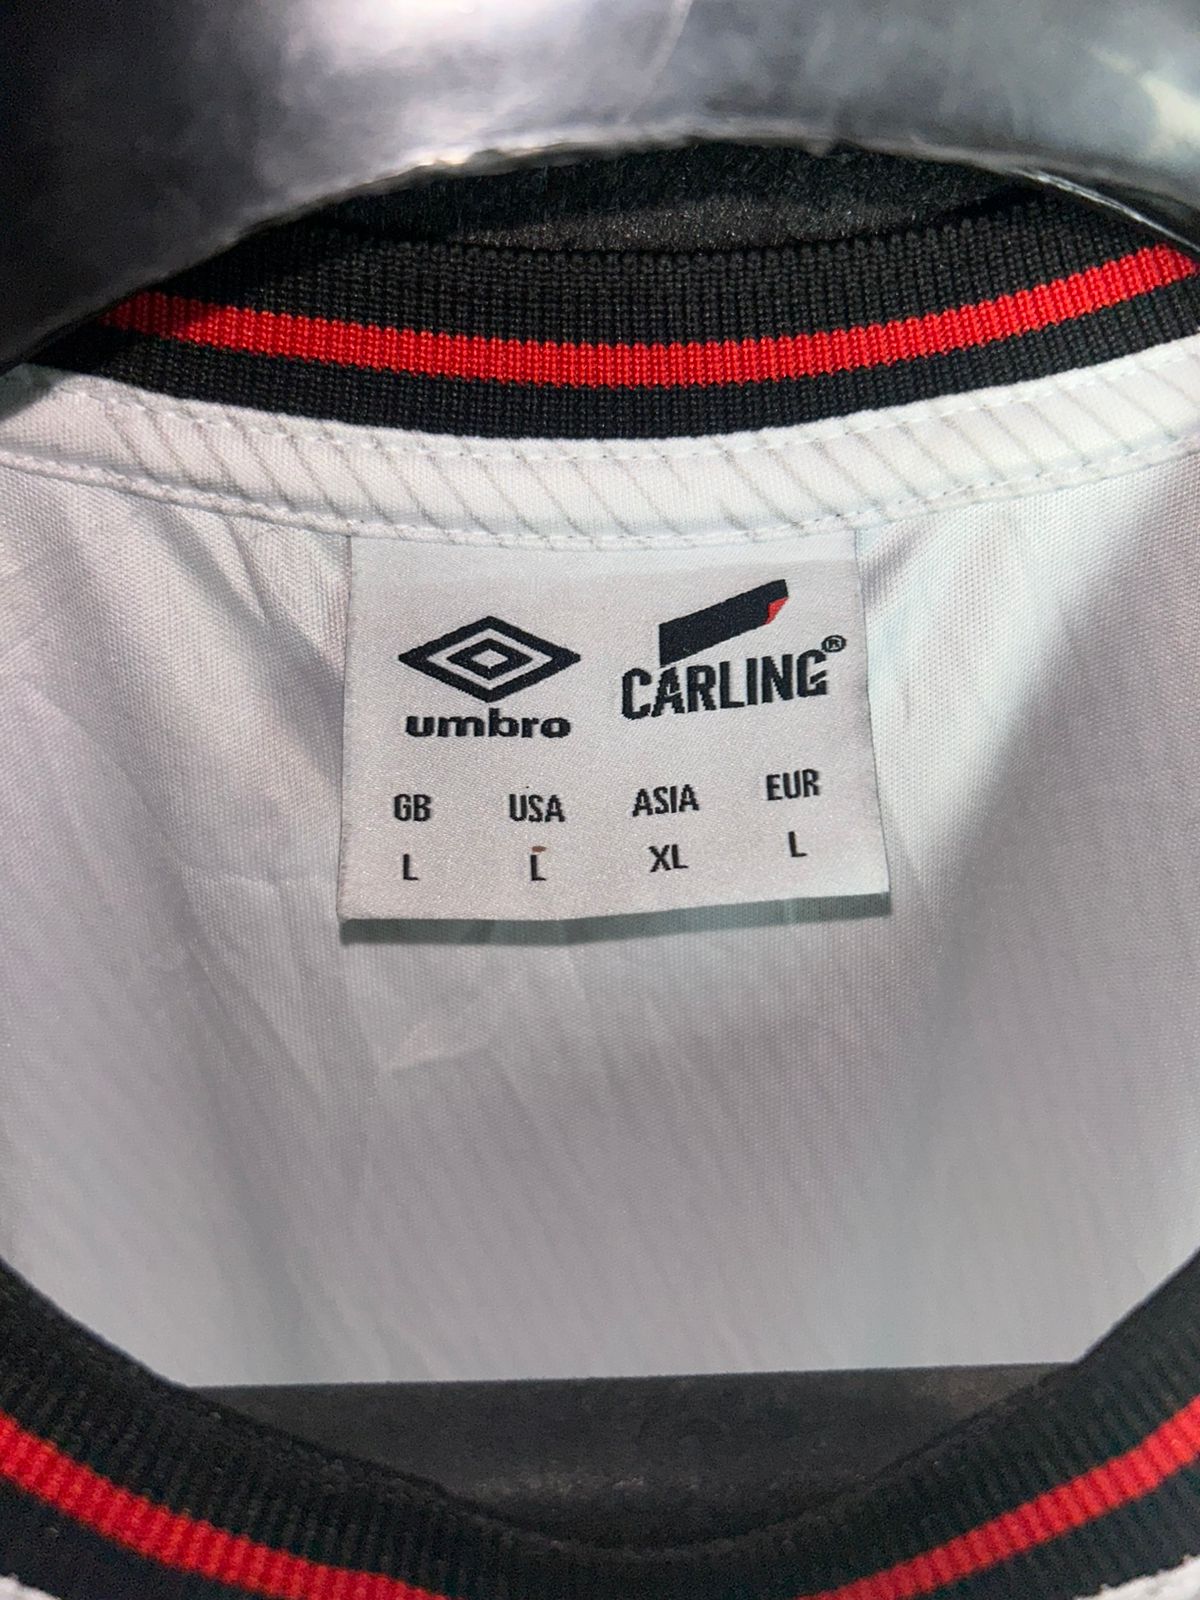 umbro
CARLING®
GB USA ASIA EUR
L L XL L